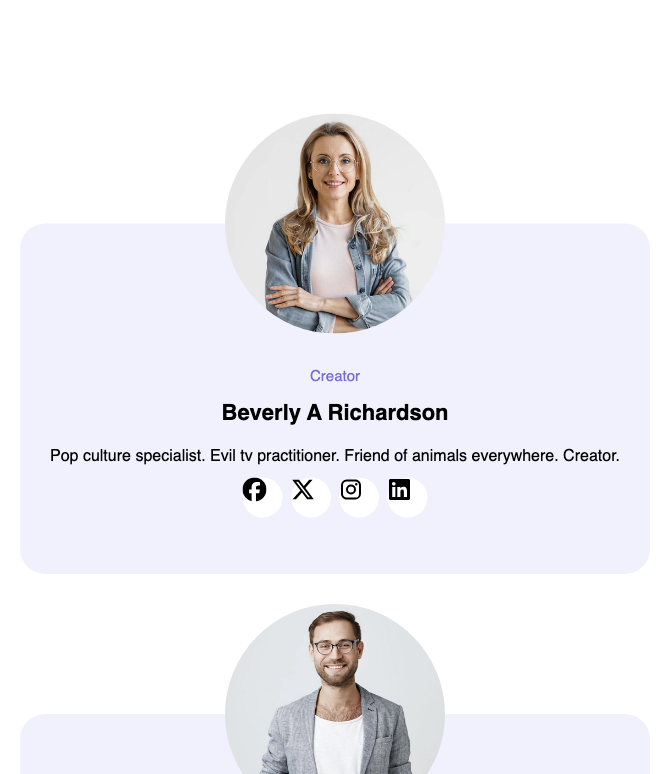 Creator
Beverly A Richardson
Pop culture specialist. Evil tv practitioner. Friend of animals everywhere. Creator.